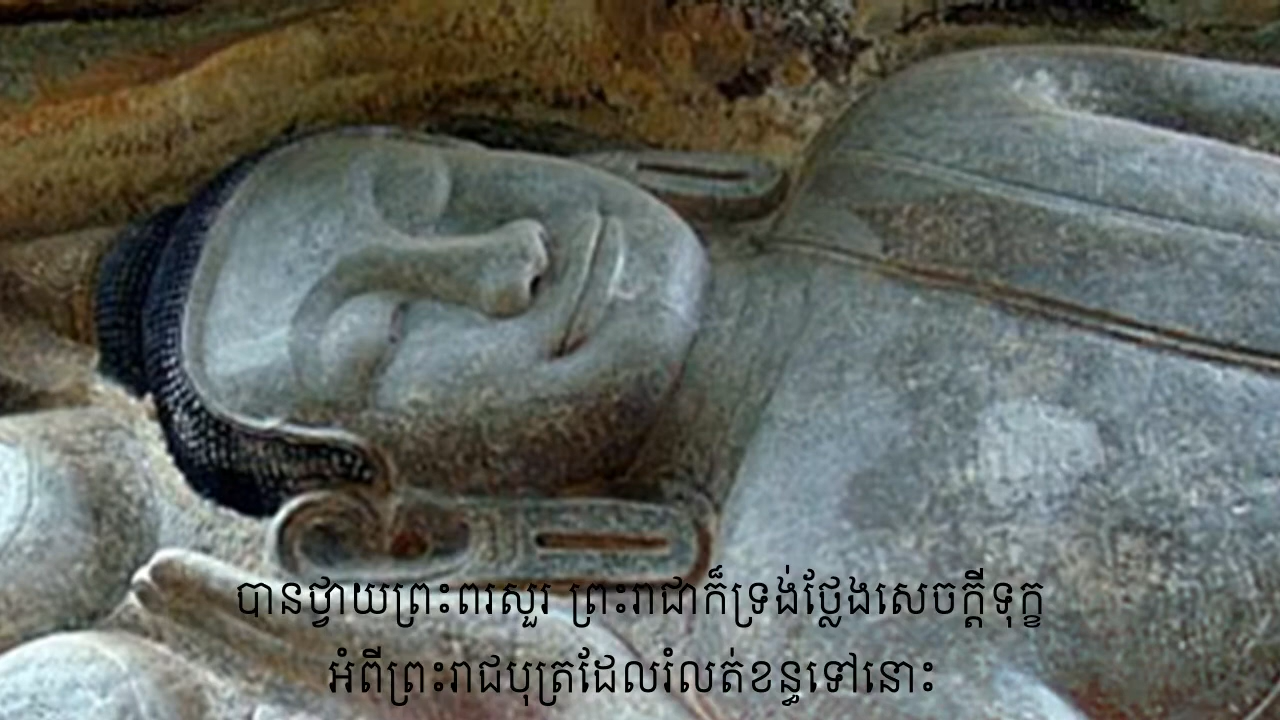 បានថ្វាយព្រះពរសួរ ព្រះរាជាក៏ទ្រង់ថ្លែងសេចក្ដីទុក្ខ
អំពីព្រះរាជបុត្រដែលរំលត់ខន្ធទៅនោះ